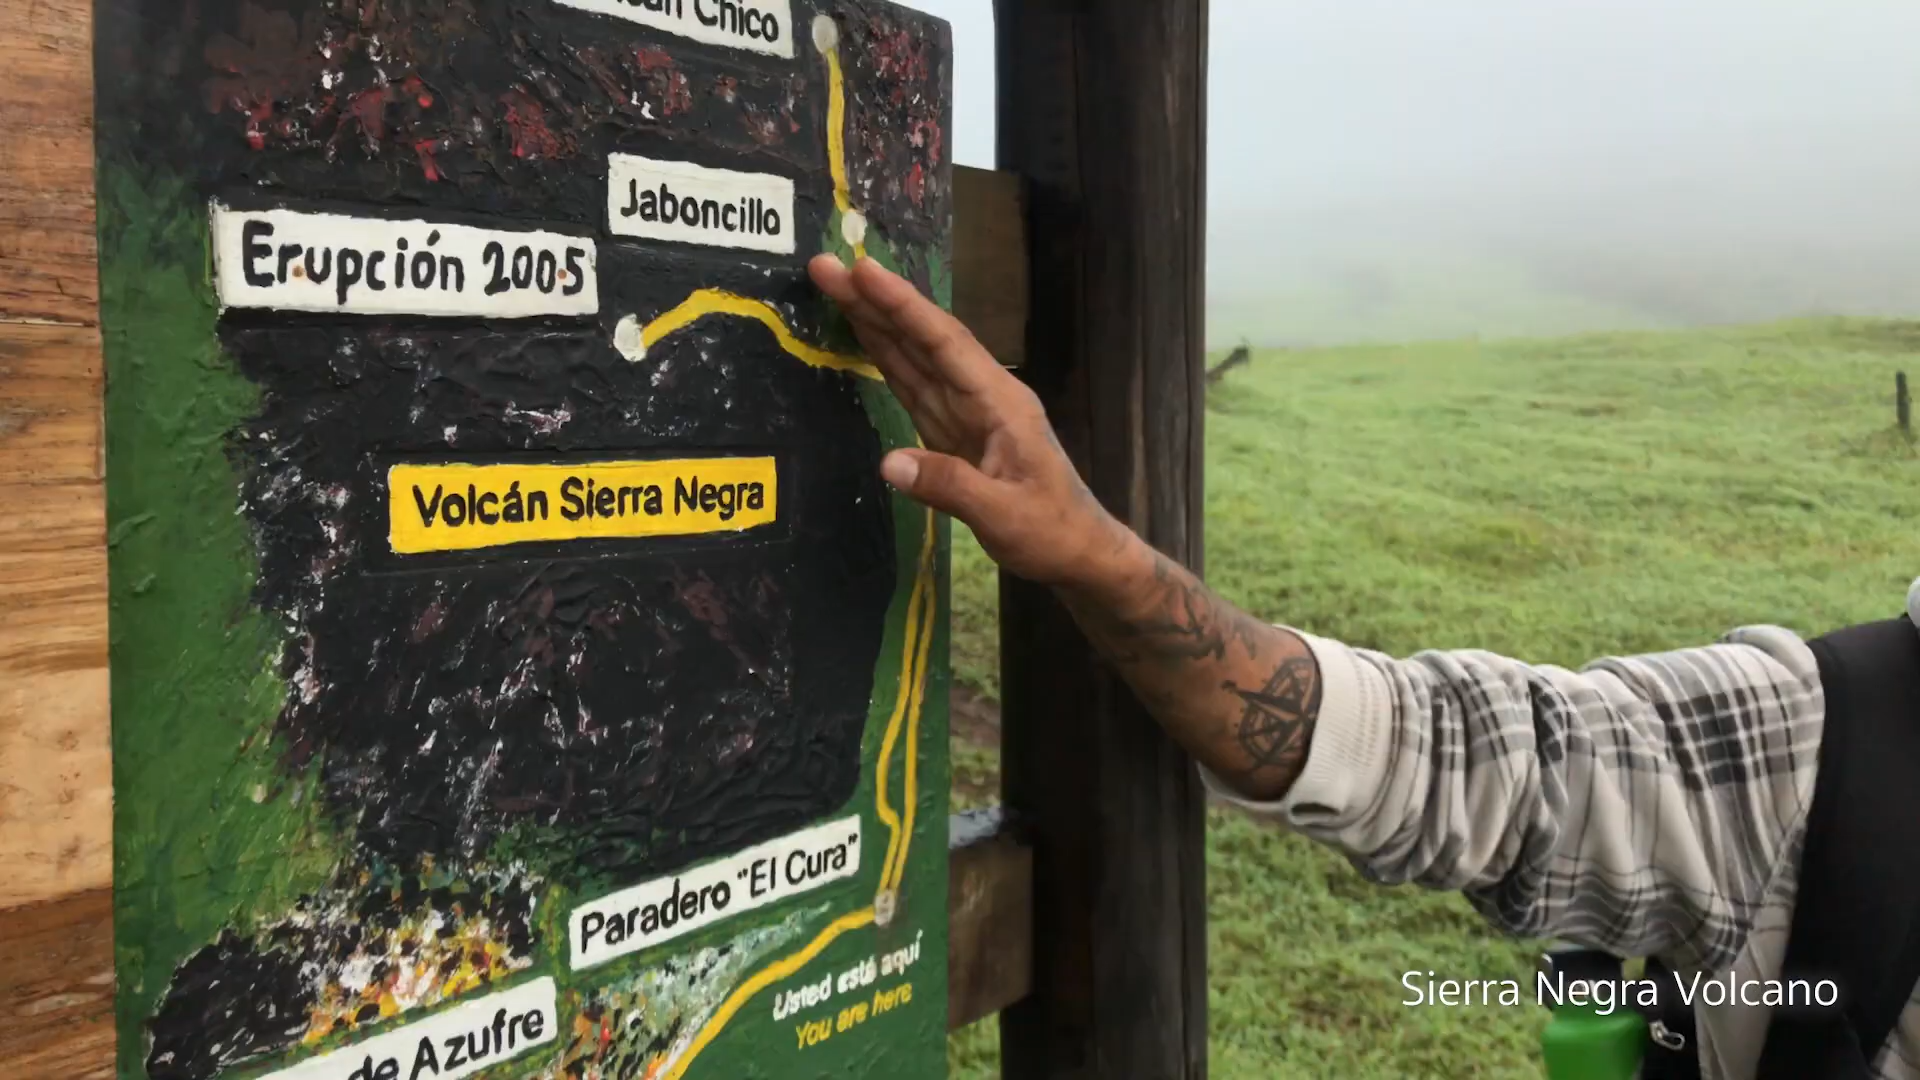 Chico
Jaboncillo
Erupción 2005
Volcán Sierra Negra
Paradero "El Cura"
Usted está aquí
You are here
de Azufre
Sierra Negra Volcano